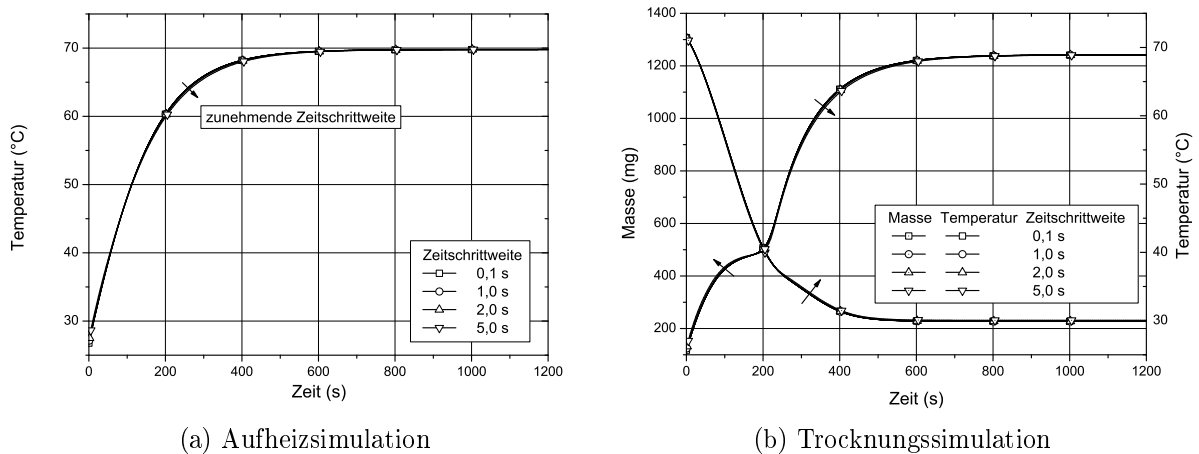 70
60
50
40
30
0
200
400
600
800
1000
1200
Temperatur (°C)
Zeit (s)
zunehmende Zeitschrittweite
Zeitschrittweite
0,1 s
1,0 s
2,0 s
5,0 s
(a) Aufheizsimulation
1400
1200
1000
800
600
400
200
Masse (mg)
70
60
50
40
30
Temperatur (°C)
0
200
400
600
800
1000
1200
Zeit (s)
Masse Temperatur Zeitschrittweite
0,1 s
1,0 s
2,0 s
5,0 s
(b) Trocknungssimulation